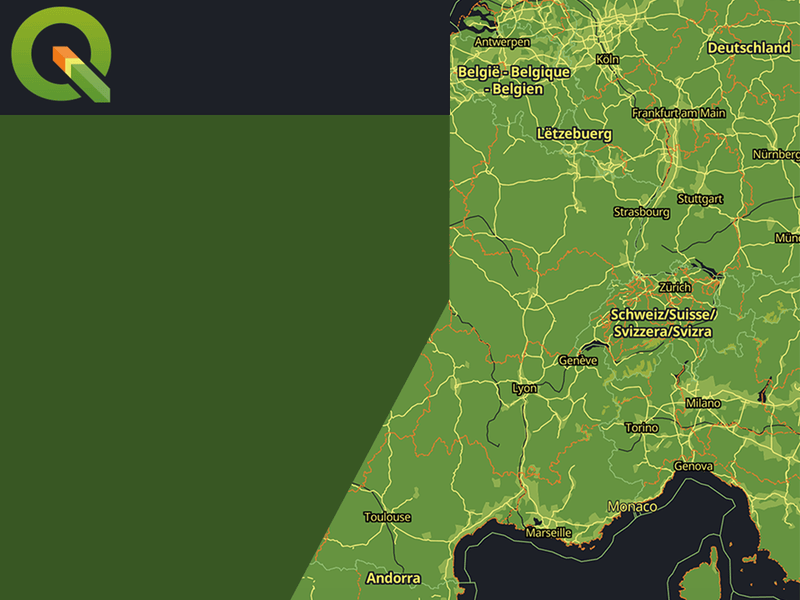 Antwerpen
Deutschland
Köln
België - Belgique
- Belgien
Frankfurt am Main
Lëtzebuerg
Nürnberg
Stuttgart
Strasbourg
Mün
Zürich
Schweiz/Suisse/
Svizzera/Svizra
Genève
Lyon
Milano
Torino
Genova
Monaco
Toulouse
Marseille
Andorra